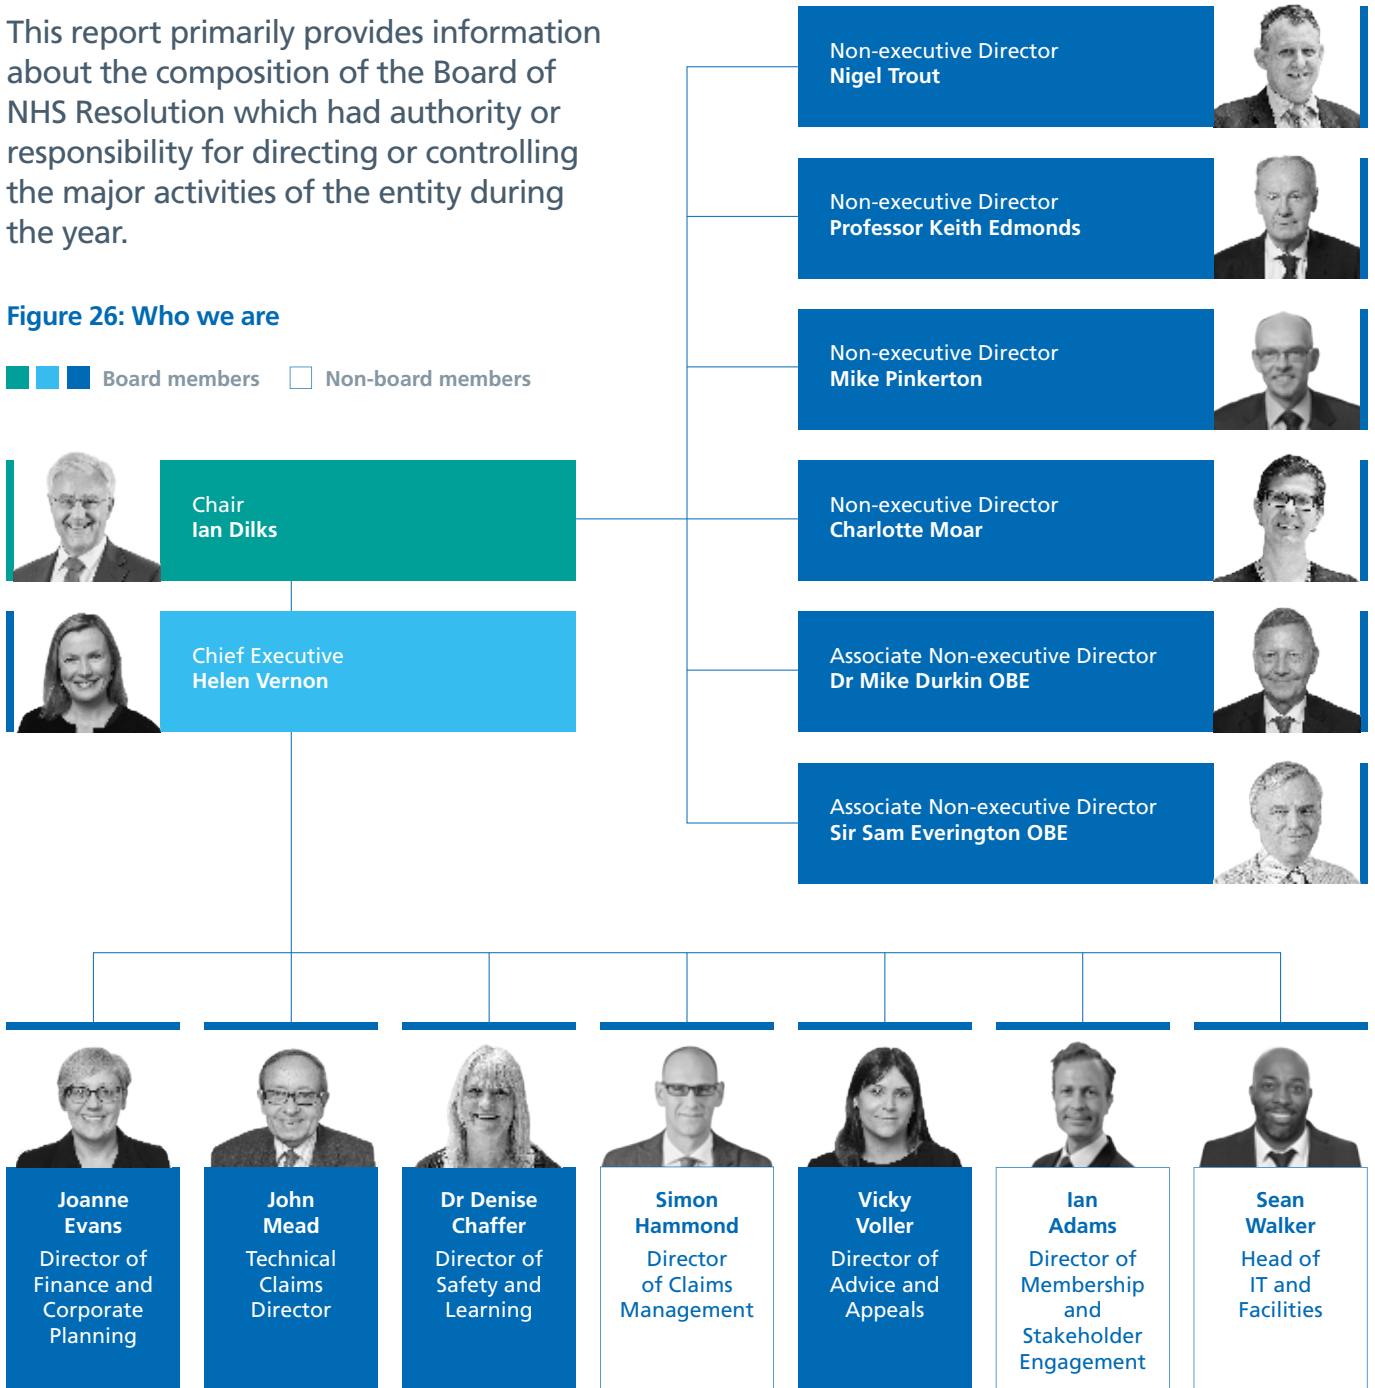 This report primarily provides information
about the composition of the Board of
NHS Resolution which had authority or
responsibility for directing or controlling
the major activities of the entity during
the year.
Figure 26: Who we are
Board members
Non-board members
Chair
Ian Dilks
Chief Executive
Helen Vernon
Non-executive Director
Nigel Trout
Non-executive Director
Professor Keith Edmonds
Non-executive Director
Mike Pinkerton
Non-executive Director
Charlotte Moar
Associate Non-executive Director
Dr Mike Durkin OBE
Associate Non-executive Director
Sir Sam Everington OBE
Joanne
Evans
Director of
Finance and
Corporate
Planning
John
Mead
Technical
Claims
Director
Dr Denise
Chaffer
Director of
Safety and
Learning
Simon
Hammond
Director
of Claims
Management
Vicky
Voller
Director of
Advice and
Appeals
Ian
Adams
Director of
Membership
and
Stakeholder
Engagement
Sean
Walker
Head of
IT and
Facilities